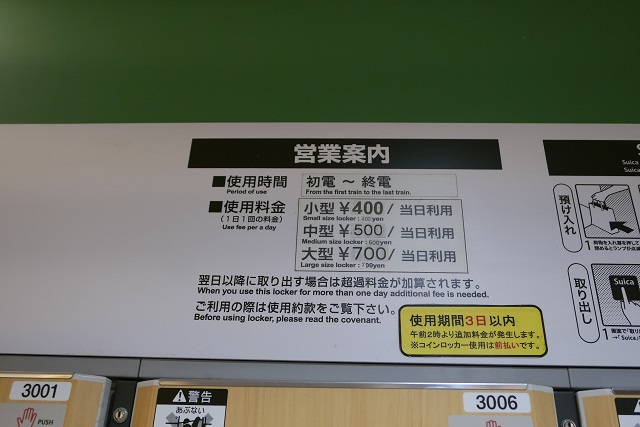 営業案内
■使用時間
Period of use
初電 ～ 終電
From the first train to the last train.
■使用料金
(1日1回の料金)
Use fee per a day
小型 ¥400/ 当日利用
Small size locker : 400yen
中型 ¥500/ 当日利用
Medium size locker : 500yen
大型 ¥700/ 当日利用
Large size locker : 700yen
翌日以降に取り出す場合は超過料金が加算されます。
When you use this locker for more than one day additional fee is needed.
ご利用の際は使用約款をご覧下さい。
Before using locker, please read the covenant.
使用期間3日以内
午前2時より追加料金が発生します。
※コインロッカー使用は前払いです。
預け入れ
1
取り出し
Suica
1
3001
PUSH
警告
あぶない
3006